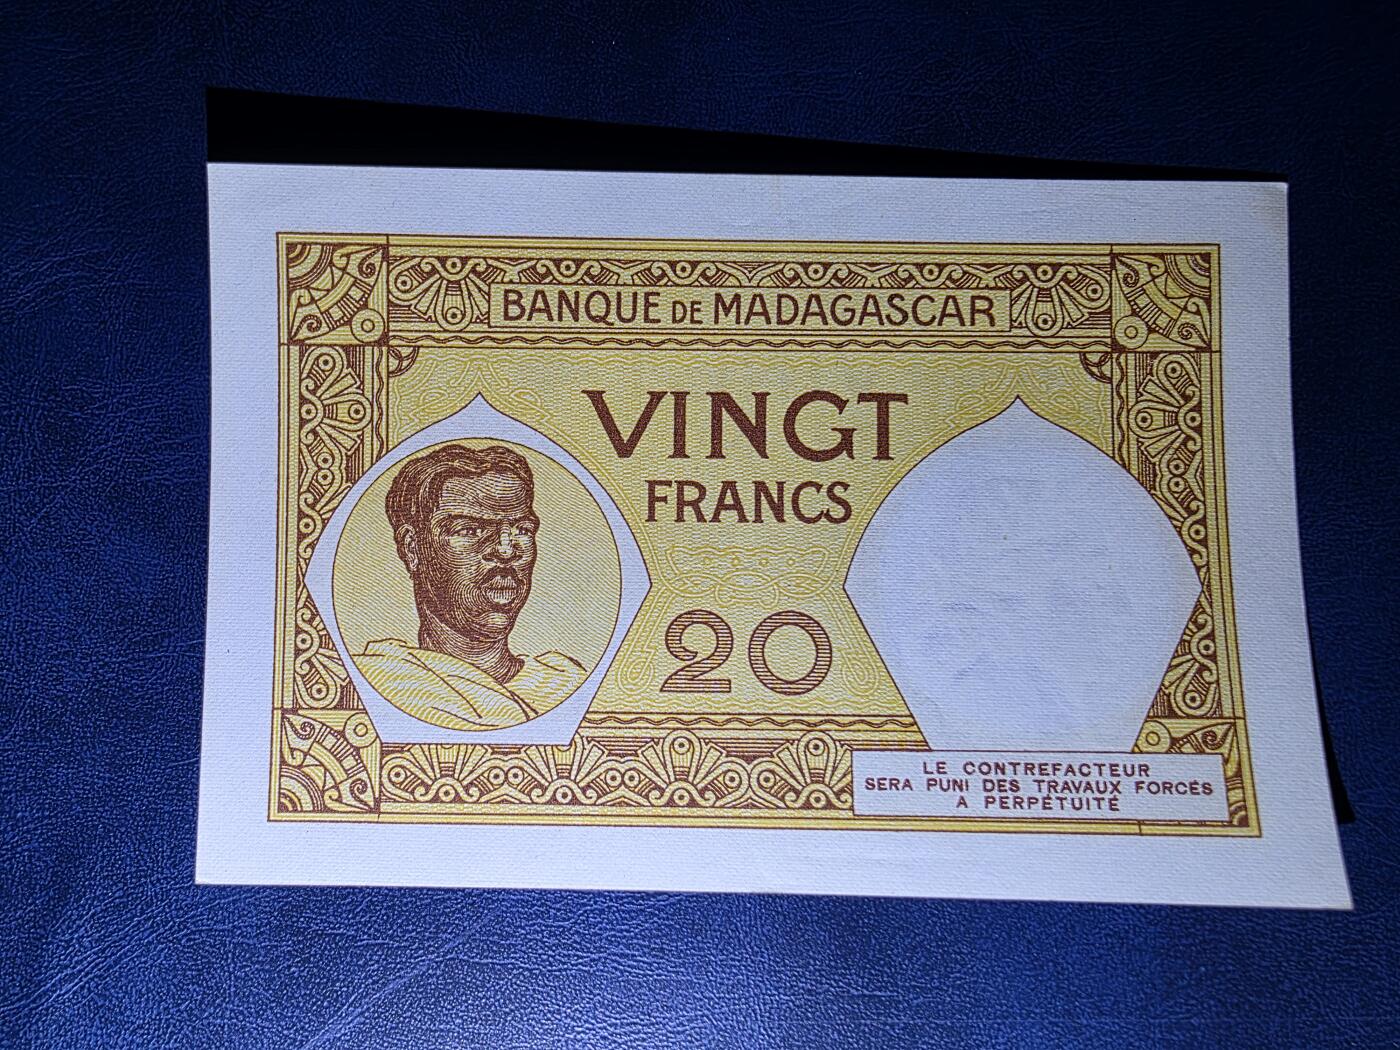 BANQUE DE MADAGASCAR
VINGT
FRANCS
20
LE CONTREFACTEUR
SERA PUNI DES TRAVAUX FORCÉS
A PERPÉTUITÉ